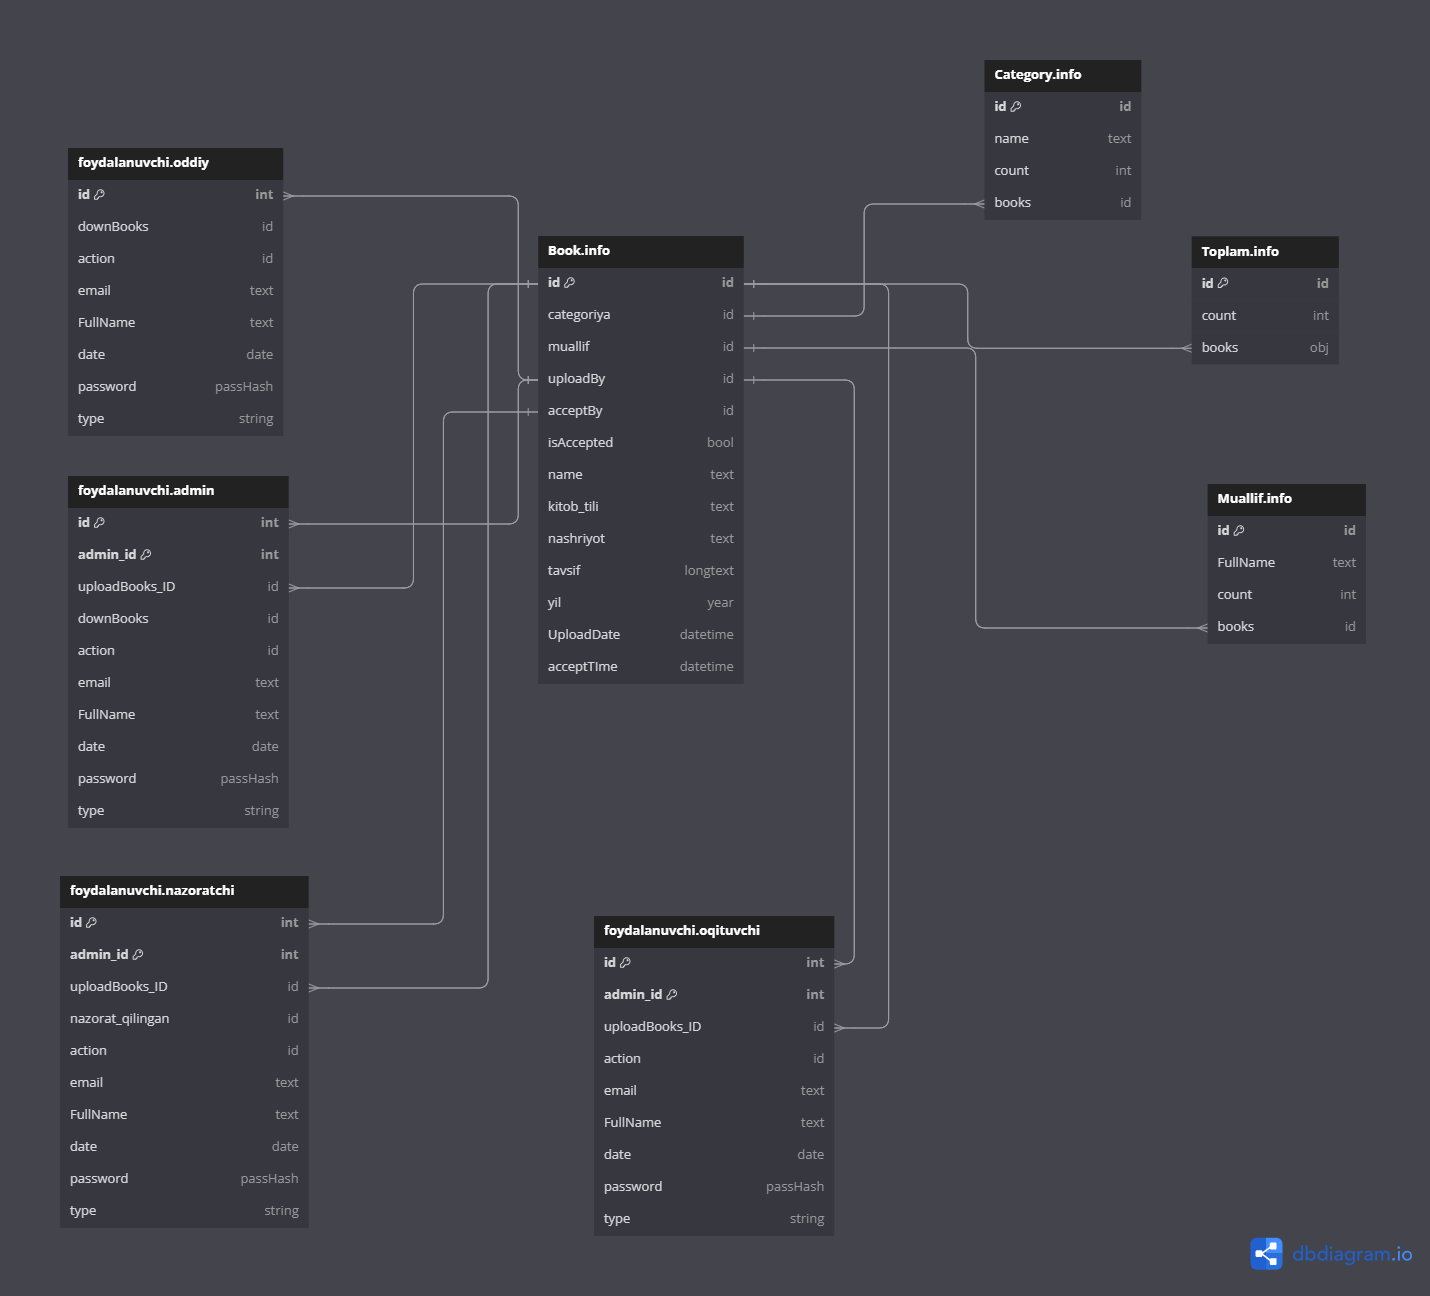 Category.info
id id
name text
count int
books id
foydalanuvchi.oddiy
id int
downBooks id
action id
email text
FullName text
date date
password passHash
type string
Book.info
id id
categoriya id
muallif id
uploadBy id
acceptBy id
isAccepted bool
name text
kitob_tili text
nashriyot text
tavsif longtext
yil year
UploadDate datetime
acceptTIme datetime
Toplam.info
id id
count int
books obj
foydalanuvchi.admin
id int
admin_id int
uploadBooks_ID id
downBooks id
action id
email text
FullName text
date date
password passHash
type string
Muallif.info
id id
FullName text
count int
books id
foydalanuvchi.nazoratchi
id int
admin_id int
uploadBooks_ID id
nazorat_qilingan id
action id
email text
FullName text
date date
password passHash
type string
foydalanuvchi.oqituvchi
id int
admin_id int
uploadBooks_ID id
action id
email text
FullName text
date date
password passHash
type string
dbdiagram.io